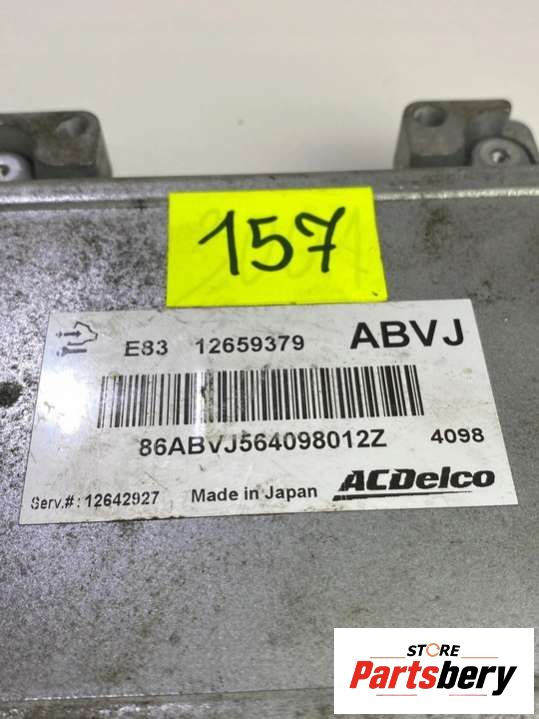 157
E83 12659379 ABVJ
86ABVJ564098012Z 4098
Serv.#: 12642927 Made in Japan ACDelco
STORE
Partsbery